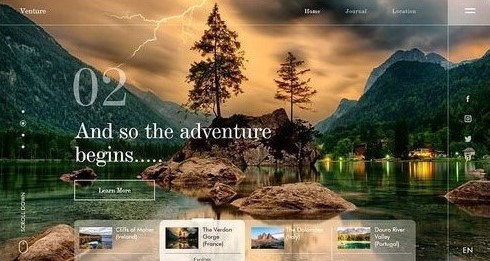 Venture
Home
Journal
Location
02
And so the adventure
begins.....
Learn More
SCROLL DOWN
Cliffs of Moher
(Ireland)
The Verdon
Gorge
(France)
Explore
The Dolomites
(Italy)
Douro River
Valley
(Portugal)
EN